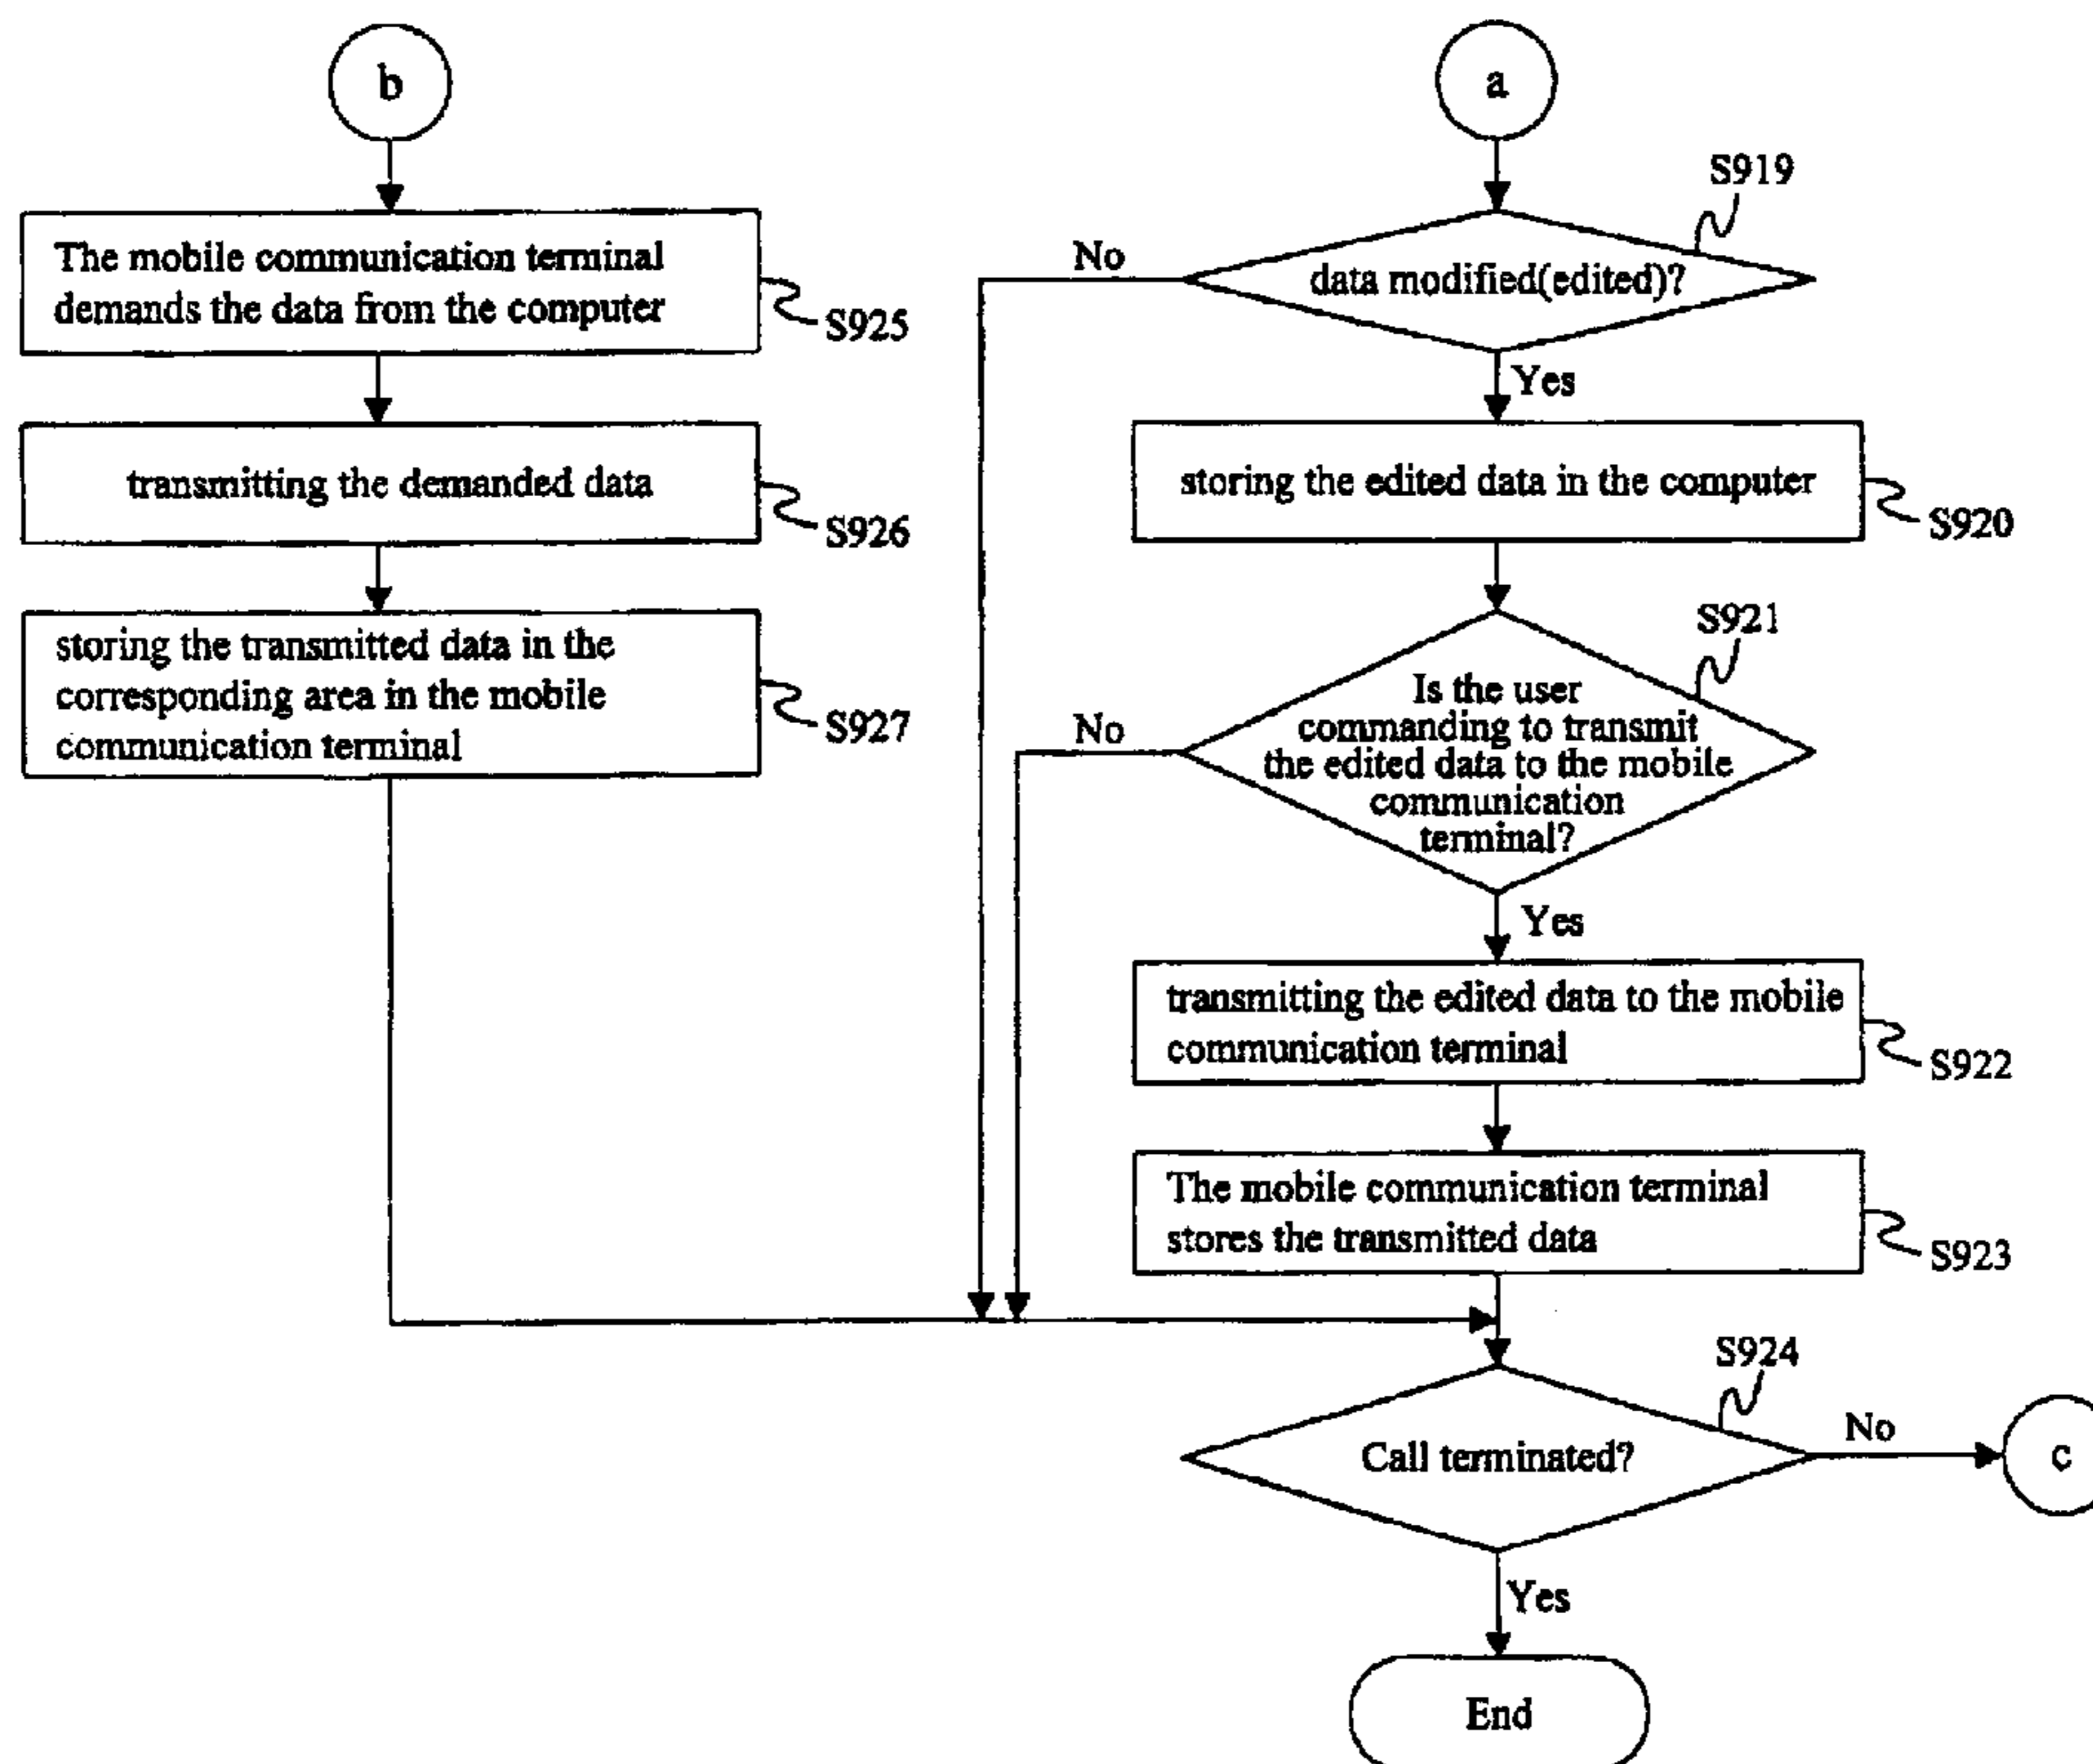 b
The mobile communication terminal
demands the data from the computer
S925
transmitting the demanded data
S926
storing the transmitted data in the
corresponding area in the mobile
communication terminal
S927
a
S919
data modified(edited)?
No
Yes
storing the edited data in the computer
S920
S921
Is the user
commanding to transmit
the edited data to the mobile
communication
terminal?
No
Yes
transmitting the edited data to the mobile
communication terminal
S922
The mobile communication terminal
stores the transmitted data
S923
S924
Call terminated?
No
c
Yes
End